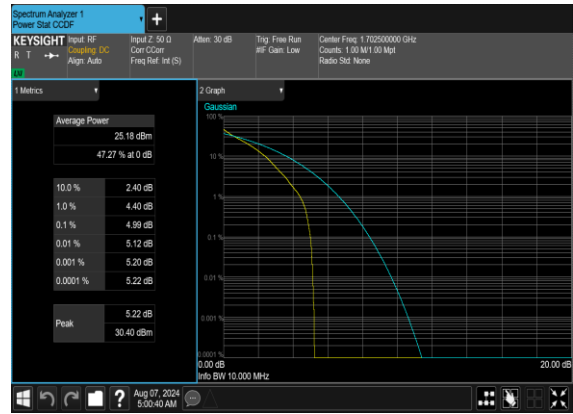 Spectrum Analyzer 1
Power Stat CCDF
KEYSIGHT
R T
LXI
Input: RF
Coupling: DC
Align: Auto
Input Z: 50 Ω
Corr CCorr
Freq Ref: Int (S)
Atten: 30 dB
Trig: Free Run
#IF Gain: Low
Center Freq: 1.702500000 GHz
Counts: 1.00 M/1.00 Mpt
Radio Std: None
1 Metrics
Average Power
25.18 dBm
47.27 % at 0 dB
10.0 % 2.40 dB
1.0 % 4.40 dB
0.1 % 4.99 dB
0.01 % 5.12 dB
0.001 % 5.20 dB
0.0001 % 5.22 dB
Peak
5.22 dB
30.40 dBm
2 Graph
Gaussian
100 %
10 %
1 %
0.1 %
0.01 %
0.001 %
0.0001 %
0.00 dB
20.00 dB
Info BW 10.000 MHz
?
Aug 07, 2024
5:00:40 AM